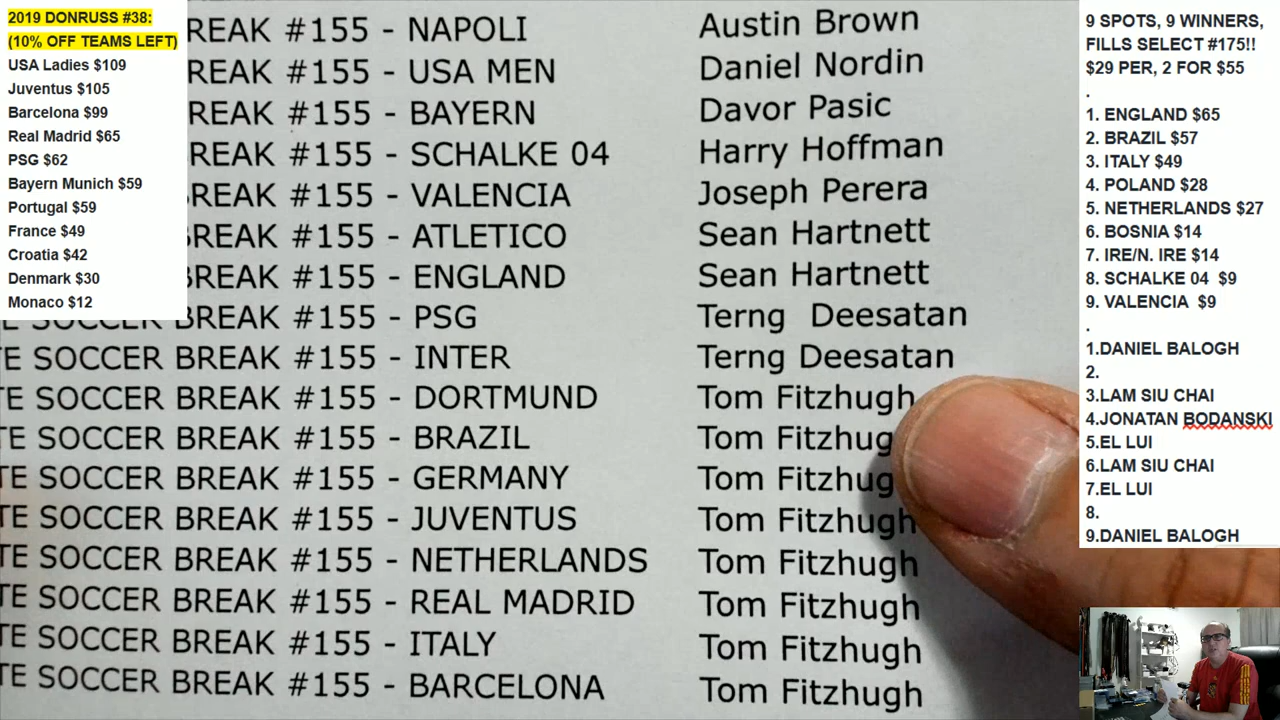 2019 DONRUSS #38:
(10% OFF TEAMS LEFT)
USA Ladies $109
Juventus $105
Barcelona $99
Real Madrid $65
PSG $62
Bayern Munich $59
Portugal $59
France $49
Croatia $42
Denmark $30
Monaco $12
REAK #155 - NAPOLI Austin Brown
REAK #155 - USA MEN Daniel Nordin
REAK #155 - BAYERN Davor Pasic
REAK #155 - SCHALKE 04 Harry Hoffman
REAK #155 - VALENCIA Joseph Perera
BREAK #155 - ATLETICO Sean Hartnett
BREAK #155 - ENGLAND Sean Hartnett
E SOCCER BREAK #155 - PSG Terng Deesatan
TE SOCCER BREAK #155 - INTER Terng Deesatan
TE SOCCER BREAK #155 - DORTMUND Tom Fitzhugh
TE SOCCER BREAK #155 - BRAZIL Tom Fitzhug
TE SOCCER BREAK #155 - GERMANY Tom Fitzhug
TE SOCCER BREAK #155 - JUVENTUS Tom Fitzhugh
TE SOCCER BREAK #155 - NETHERLANDS Tom Fitzhugh
TE SOCCER BREAK #155 - REAL MADRID Tom Fitzhugh
TE SOCCER BREAK #155 - ITALY Tom Fitzhugh
TE SOCCER BREAK #155 - BARCELONA Tom Fitzhugh
9 SPOTS, 9 WINNERS,
FILLS SELECT #175!!
$29 PER, 2 FOR $55
.
1. ENGLAND $65
2. BRAZIL $57
3. ITALY $49
4. POLAND $28
5. NETHERLANDS $27
6. BOSNIA $14
7. IRE/N. IRE $14
8. SCHALKE 04 $9
9. VALENCIA $9
.
1.DANIEL BALOGH
2.
3.LAM SIU CHAI
4.JONATAN BODANSKI
5.EL LUI
6.LAM SIU CHAI
7.EL LUI
8.
9.DANIEL BALOGH